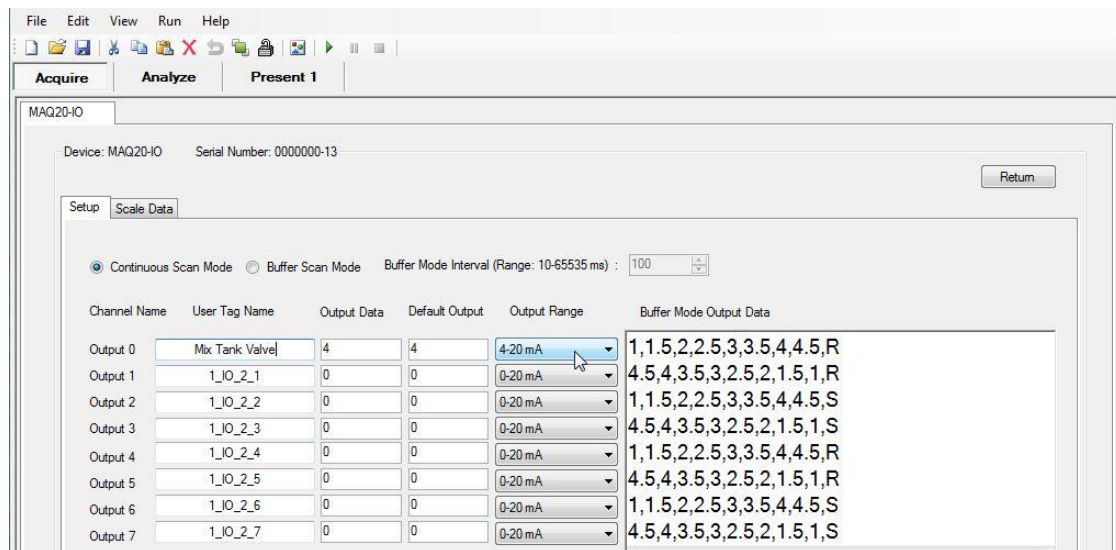 File Edit View Run Help
Acquire Analyze Present 1
MAQ20-IO
Device: MAQ20-IO Serial Number: 0000000-13
Return
Setup Scale Data
Continuous Scan Mode Buffer Scan Mode Buffer Mode Interval (Range: 10-65535 ms) : 100
Channel Name User Tag Name Output Data Default Output Output Range Buffer Mode Output Data
Output 0 Mix Tank Valve 4 4 4-20 mA 1,1.5,2,2.5,3,3.5,4,4.5,R
Output 1 1_IO_2_1 0 0 0-20 mA 4.5,4,3.5,3,2.5,2,1.5,1,R
Output 2 1_IO_2_2 0 0 0-20 mA 1,1.5,2,2.5,3,3.5,4,4.5,S
Output 3 1_IO_2_3 0 0 0-20 mA 4.5,4,3.5,3,2.5,2,1.5,1,S
Output 4 1_IO_2_4 0 0 0-20 mA 1,1.5,2,2.5,3,3.5,4,4.5,R
Output 5 1_IO_2_5 0 0 0-20 mA 4.5,4,3.5,3,2.5,2,1.5,1,R
Output 6 1_IO_2_6 0 0 0-20 mA 1,1.5,2,2.5,3,3.5,4,4.5,S
Output 7 1_IO_2_7 0 0 0-20 mA 4.5,4,3.5,3,2.5,2,1.5,1,S